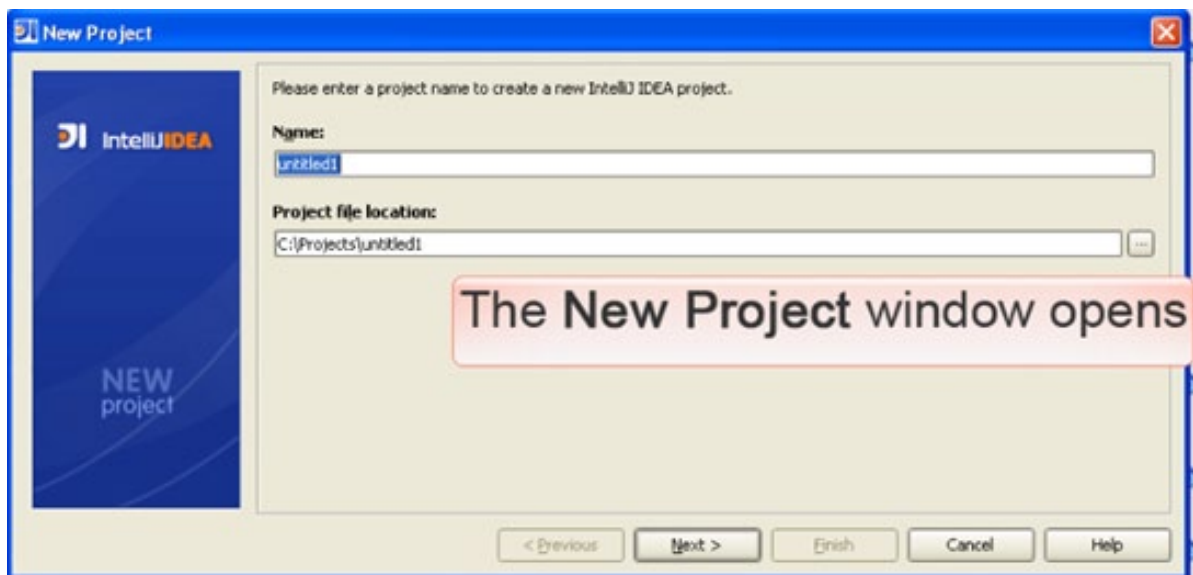 New Project
IntelliJ IDEA
Please enter a project name to create a new IntelliJ IDEA project.
Name:
untitled1
Project file location:
C:\Projects\untitled1
...
The New Project window opens
NEW
project
< Previous
Next >
Finish
Cancel
Help